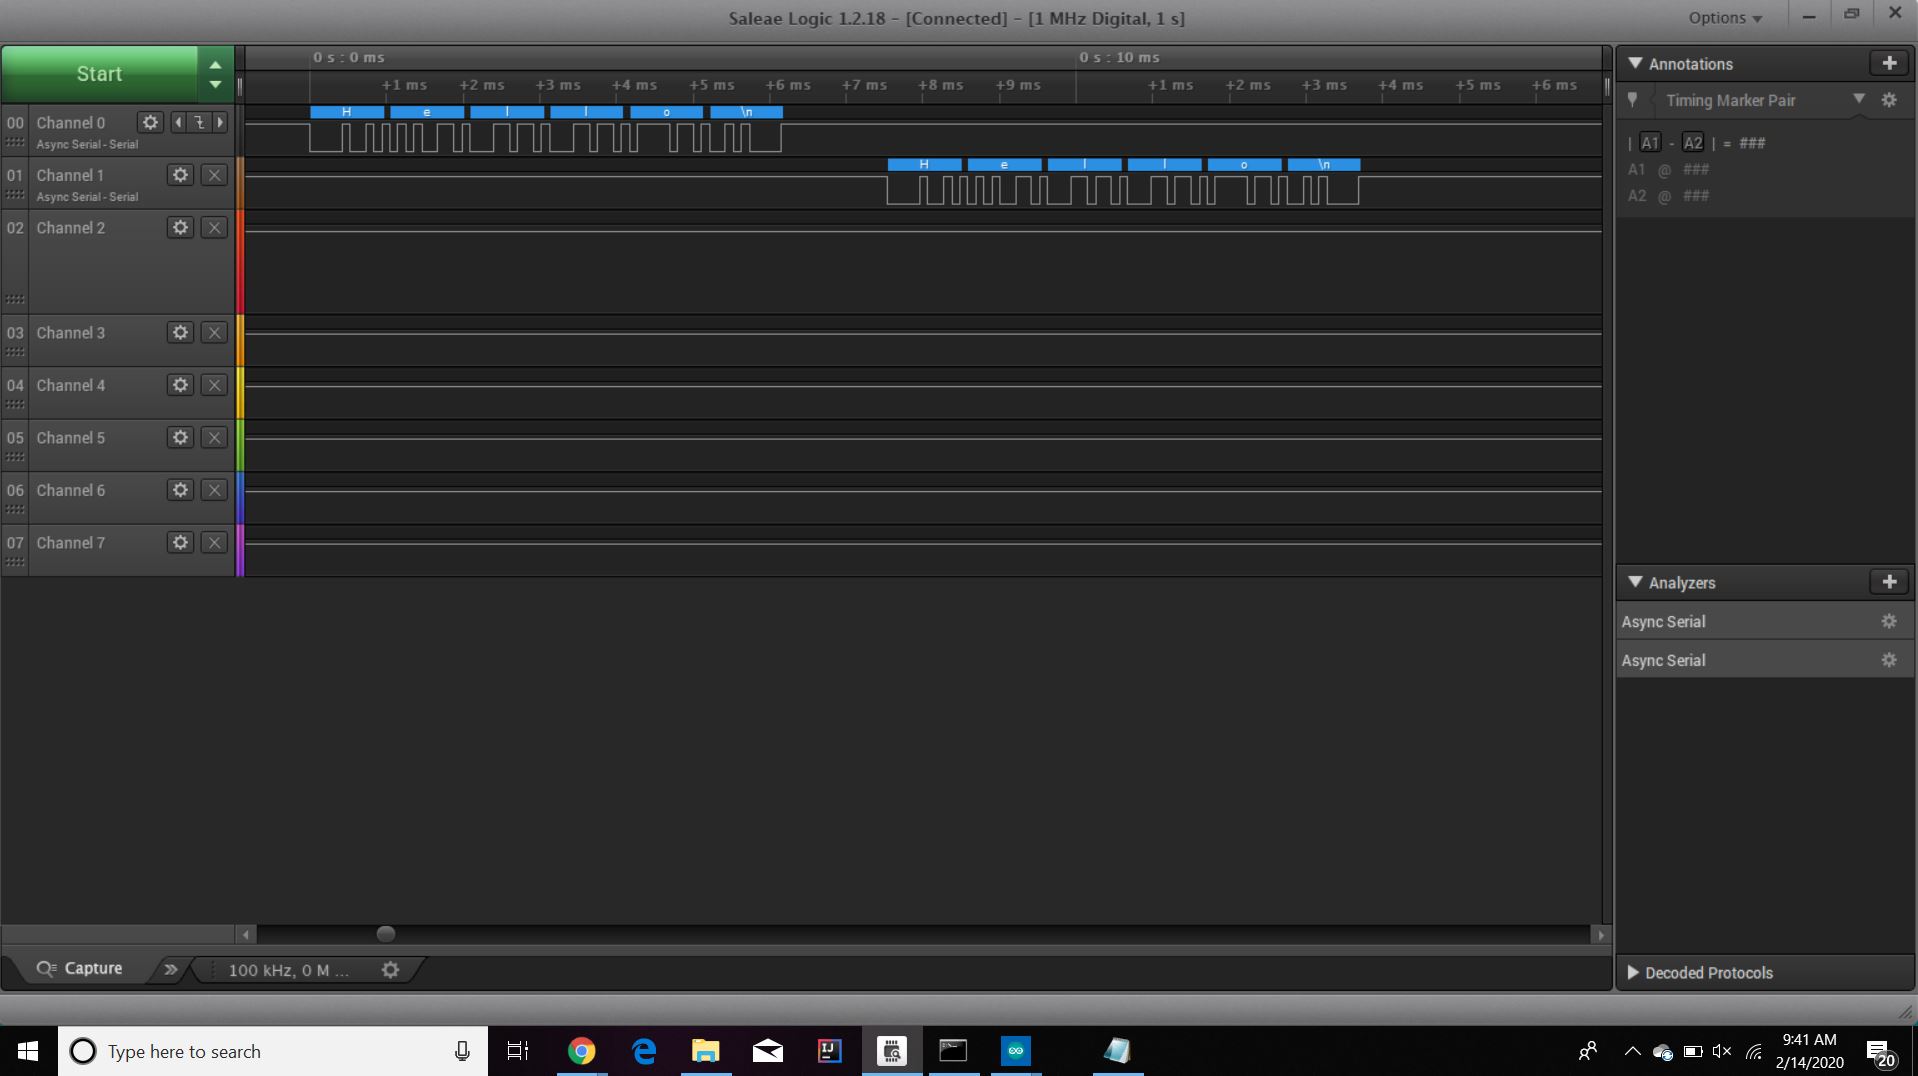 Saleae Logic 1.2.18 - [Connected] - [1 MHz Digital, 1 s]
Options
Start
0 s : 0 ms
0 s : 10 ms
+1 ms +2 ms +3 ms +4 ms +5 ms +6 ms +7 ms +8 ms +9 ms +1 ms +2 ms +3 ms +4 ms +5 ms +6 ms
00 Channel 0
Async Serial - Serial
H e l l o \n
01 Channel 1
Async Serial - Serial
H e l l o \n
02 Channel 2
03 Channel 3
04 Channel 4
05 Channel 5
06 Channel 6
07 Channel 7
Annotations
Timing Marker Pair
| A1 - A2 | = ###
A1 @ ###
A2 @ ###
Analyzers
Async Serial
Async Serial
Decoded Protocols
Capture
100 kHz, 0 M ...
Type here to search
IJ
9:41 AM
2/14/2020
20